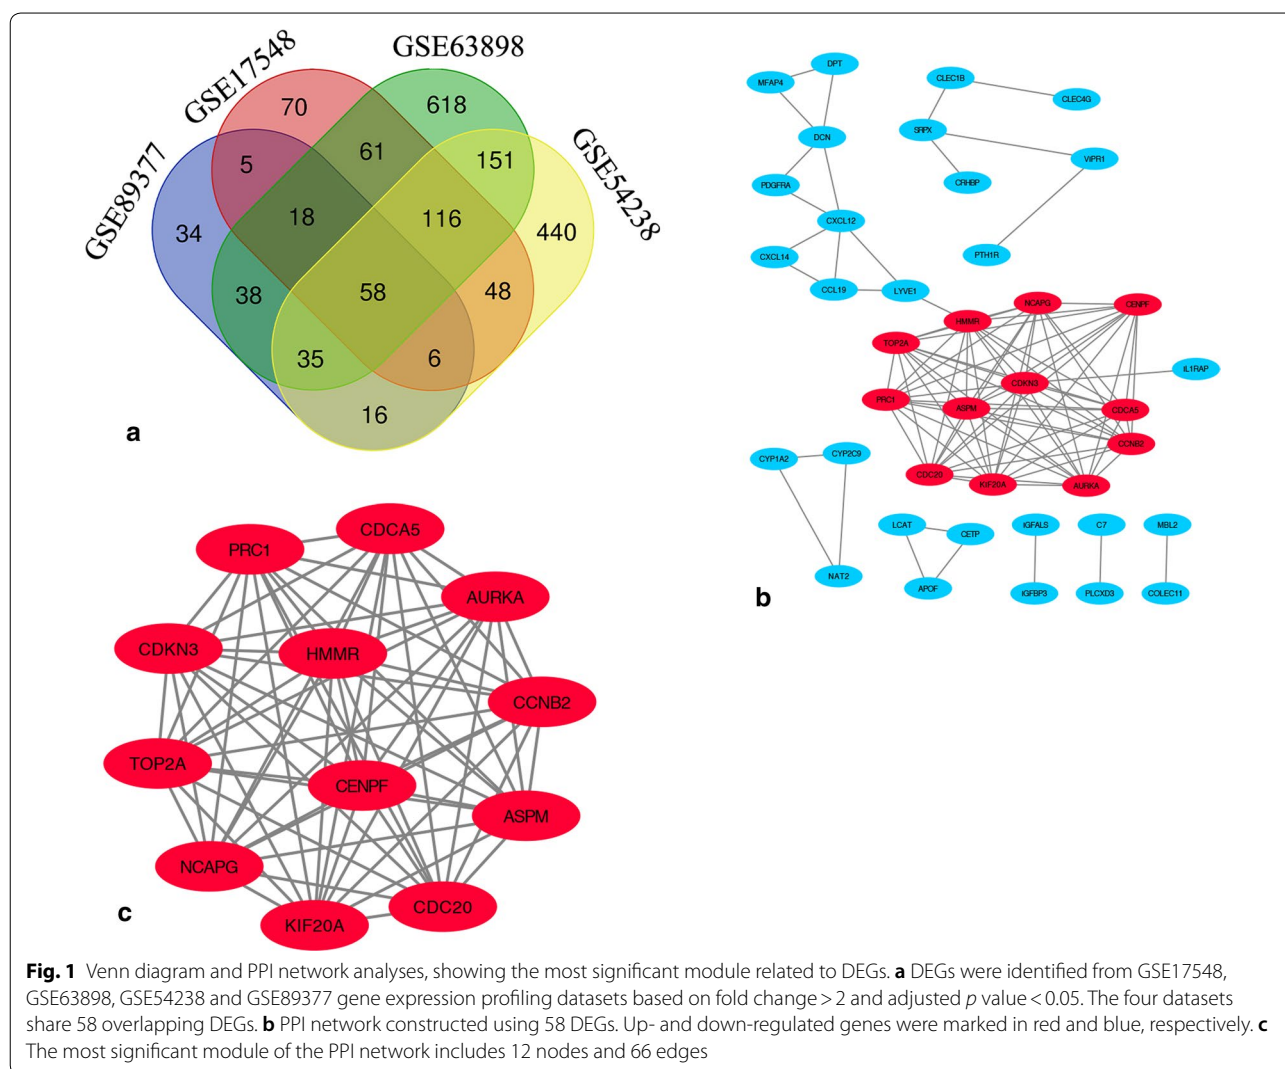 GSE89377
GSE17548
GSE63898
GSE54238
70
618
5
61
151
34
18
116
440
38
58
48
35
6
16
a
DPT
MFAP4
DCN
PDGFRA
CXCL12
CXCL14
CCL19
LYVE1
CLEC1B
CLEC4G
SRPX
VIPR1
CRHBP
PTH1R
NCAPG
CENPF
HMMR
TOP2A
CDKN3
IL1RAP
PRC1
ASPM
CDCA5
CCNB2
CDC20
KIF20A
AURKA
CYP1A2
CYP2C9
NAT2
LCAT
CETP
APOF
IGFALS
IGFBP3
C7
PLCXD3
MBL2
COLEC11
b
CDCA5
PRC1
AURKA
CDKN3
HMMR
CCNB2
TOP2A
CENPF
ASPM
NCAPG
CDC20
KIF20A
c
Fig. 1 Venn diagram and PPI network analyses, showing the most significant module related to DEGs. a DEGs were identified from GSE17548,
GSE63898, GSE54238 and GSE89377 gene expression profiling datasets based on fold change > 2 and adjusted p value < 0.05. The four datasets
share 58 overlapping DEGs. b PPI network constructed using 58 DEGs. Up- and down-regulated genes were marked in red and blue, respectively. c
The most significant module of the PPI network includes 12 nodes and 66 edges